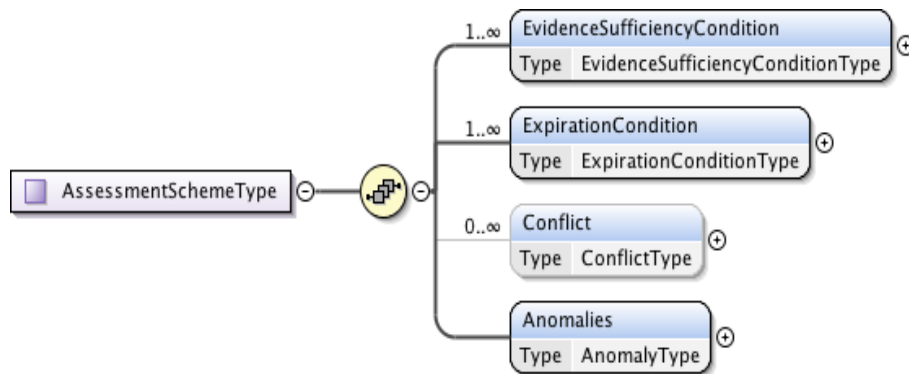 1..∞
EvidenceSufficiencyCondition
Type EvidenceSufficiencyConditionType
1..∞
ExpirationCondition
Type ExpirationConditionType
AssessmentSchemeType
0..∞
Conflict
Type ConflictType
Anomalies
Type AnomalyType